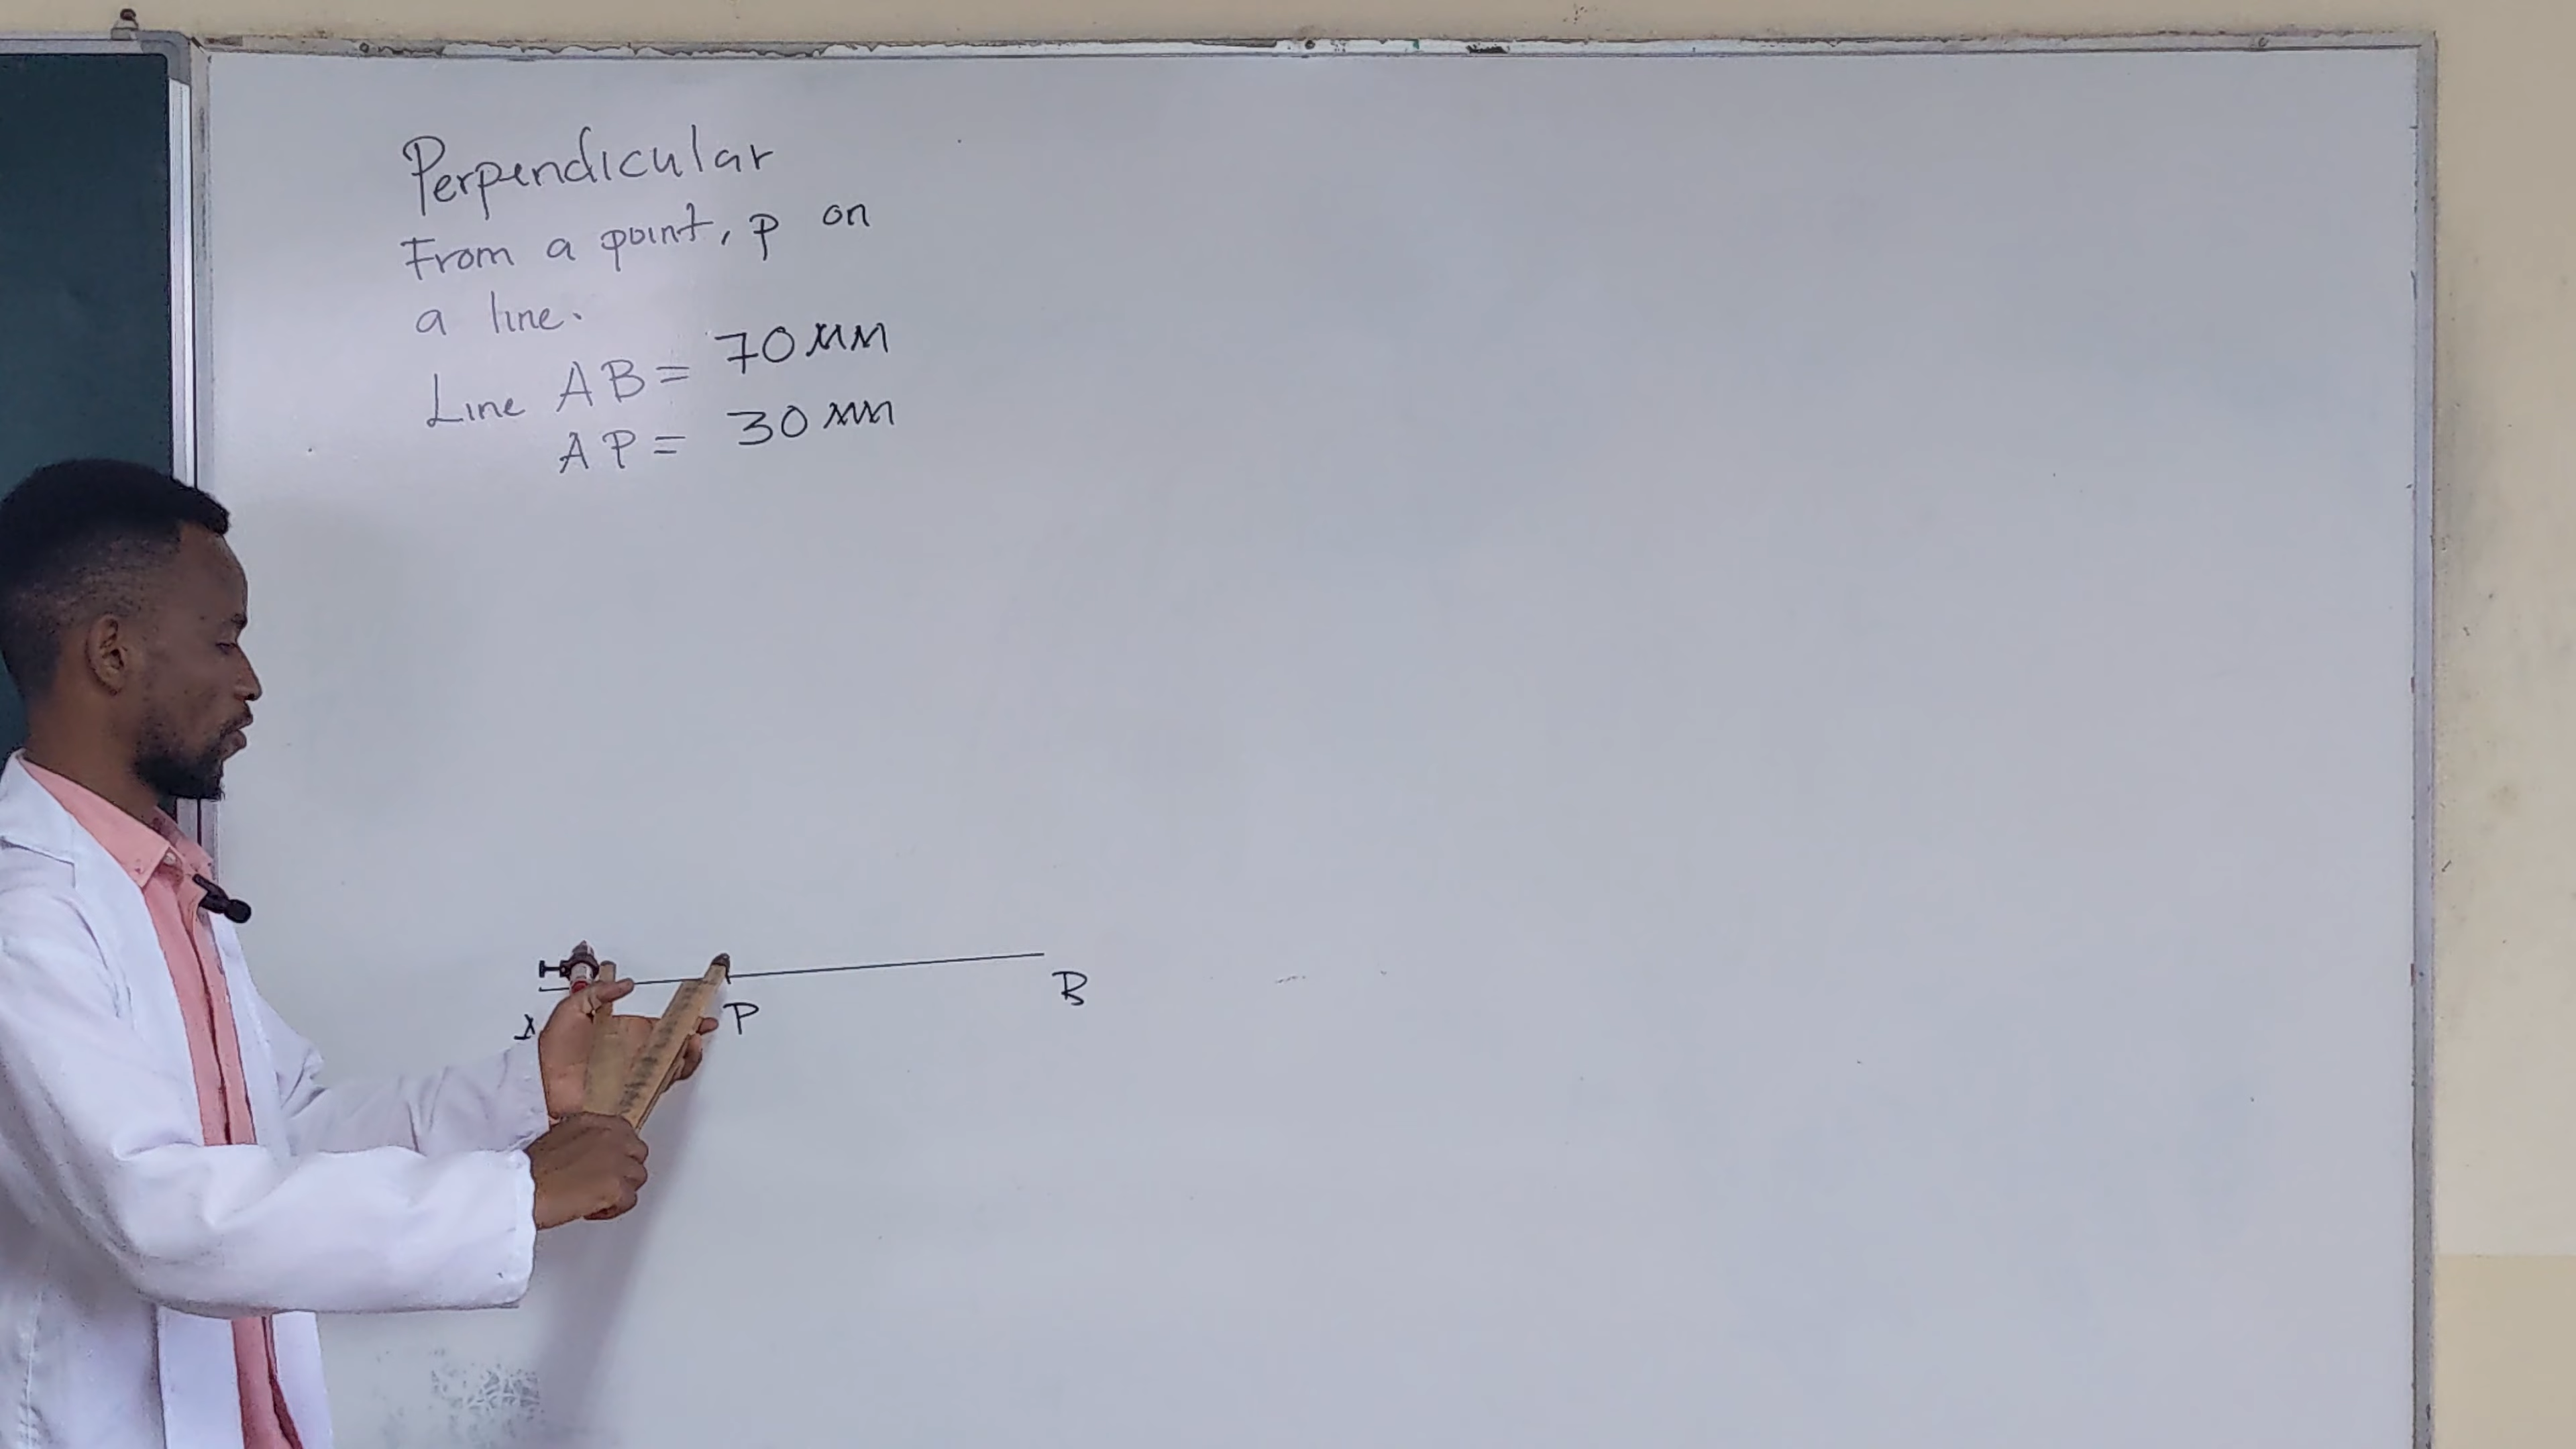 Perpendicular
From a point, p on
a line.
Line AB = 70 mm
AP = 30 mm
A P B